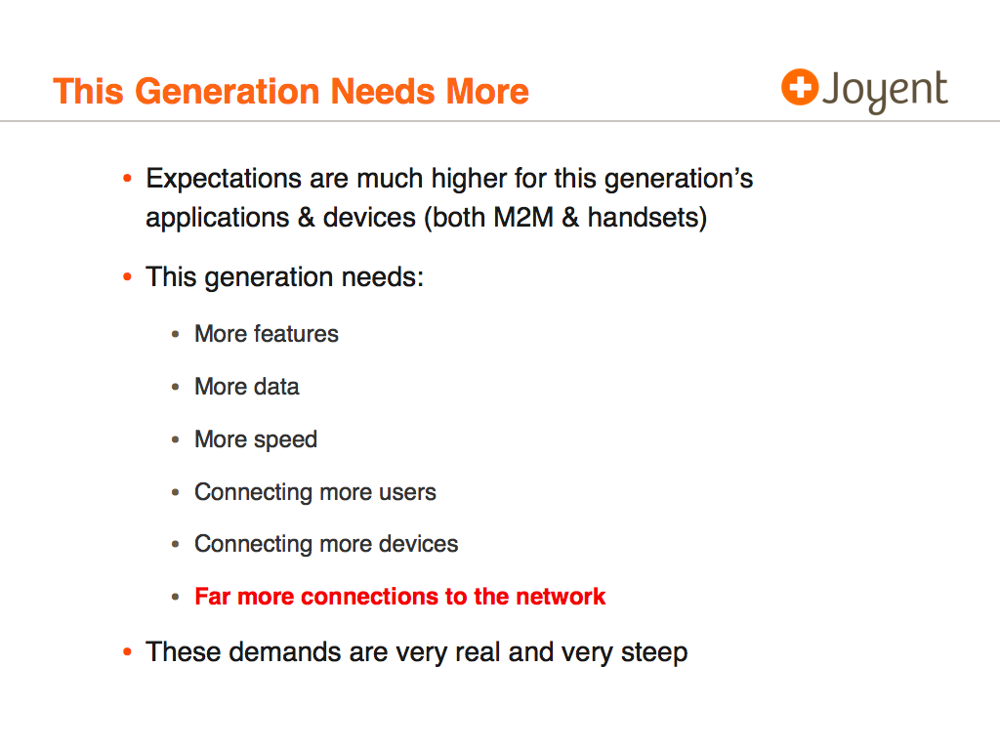 This Generation Needs More
Joyent
• Expectations are much higher for this generation’s
applications & devices (both M2M & handsets)
• This generation needs:
• More features
• More data
• More speed
• Connecting more users
• Connecting more devices
• Far more connections to the network
• These demands are very real and very steep